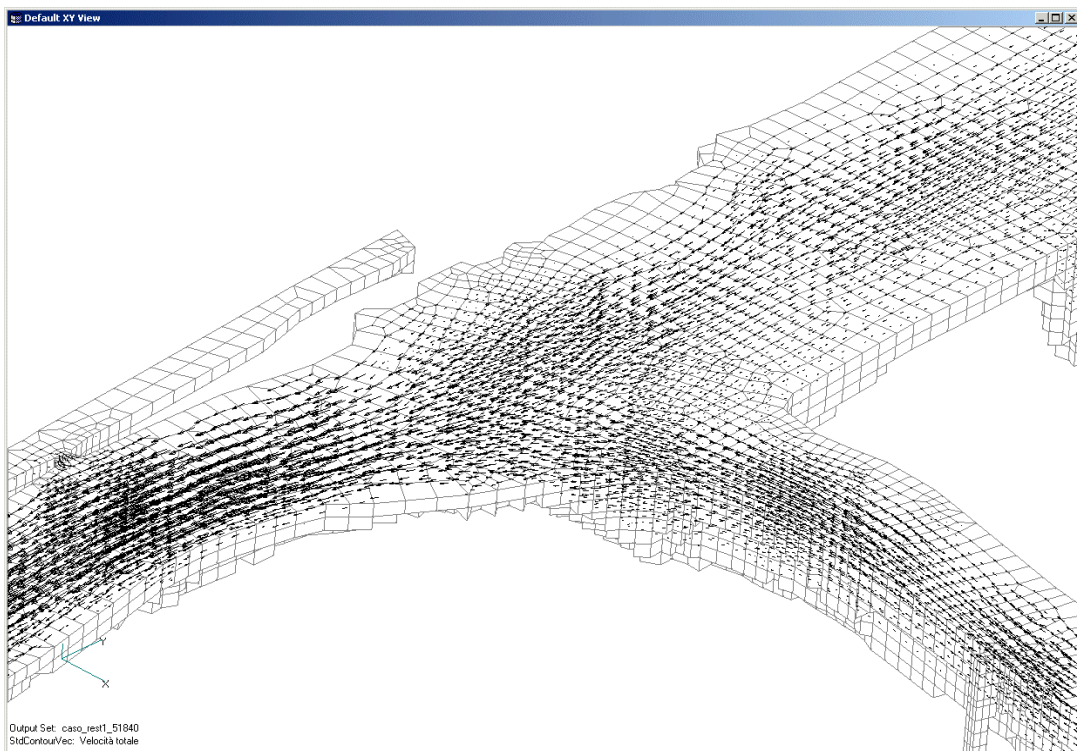 Default XY View
Y
X
Output Set: caso_rest1_51840
StdContourVec: Velocità totale